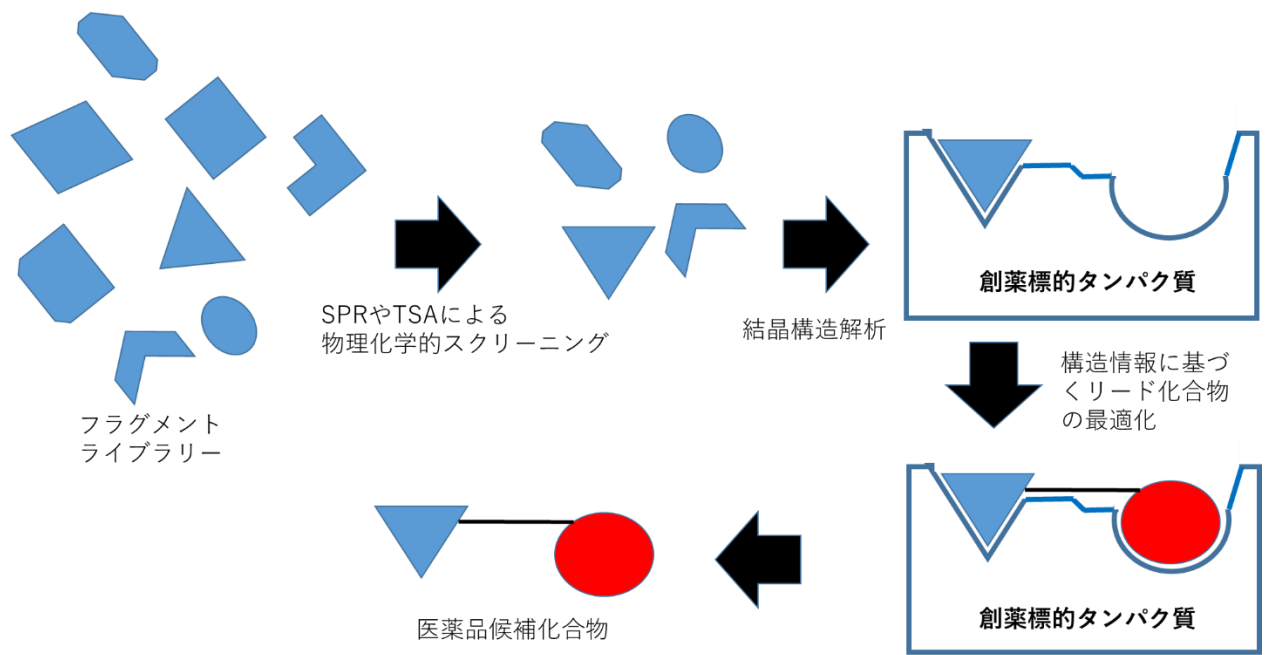 フラグメント
ライブラリー
SPRやTSAによる
物理化学的スクリーニング
結晶構造解析
創薬標的タンパク質
構造情報に基づ
くリード化合物
の最適化
創薬標的タンパク質
医薬品候補化合物